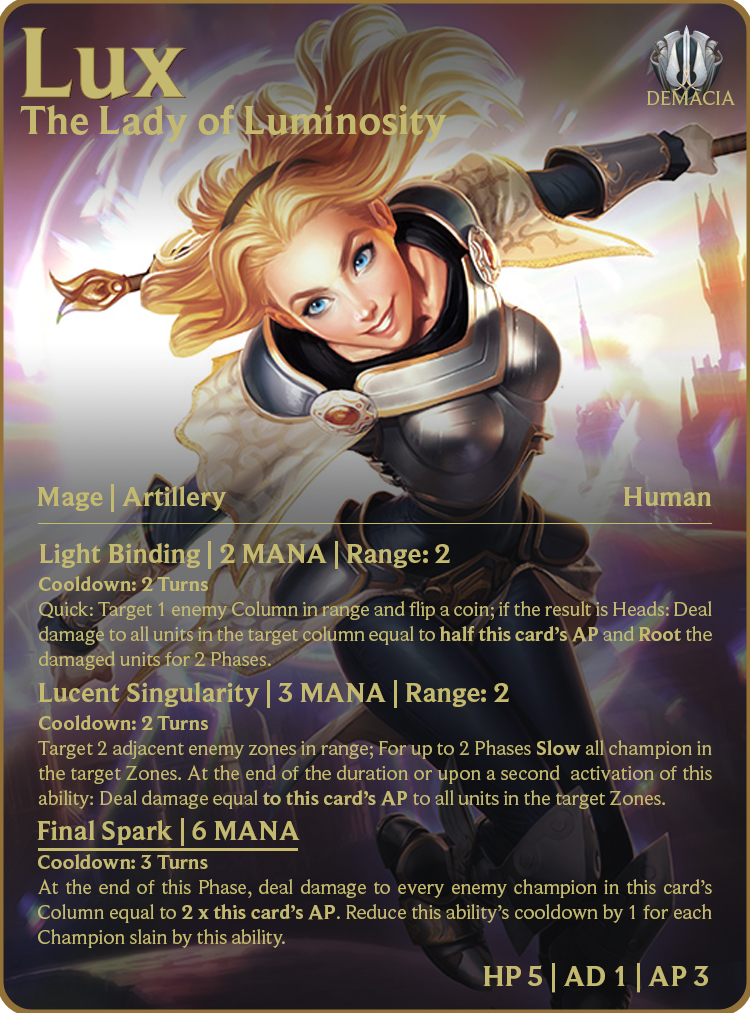 Lux
The Lady of Luminosity
DEMACIA
Mage | Artillery
Human
Light Binding | 2 MANA | Range: 2
Cooldown: 2 Turns
Quick: Target 1 enemy Column in range and flip a coin; if the result is Heads: Deal
damage to all units in the target column equal to half this card's AP and Root the
damaged units for 2 Phases.
Lucent Singularity | 3 MANA | Range: 2
Cooldown: 2 Turns
Target 2 adjacent enemy zones in range; For up to 2 Phases Slow all champion in
the target Zones. At the end of the duration or upon a second activation of this
ability: Deal damage equal to this card's AP to all units in the target Zones.
Final Spark | 6 MANA
Cooldown: 3 Turns
At the end of this Phase, deal damage to every enemy champion in this card's
Column equal to 2 x this card's AP. Reduce this ability's cooldown by 1 for each
Champion slain by this ability.
HP 5 | AD 1 | AP 3